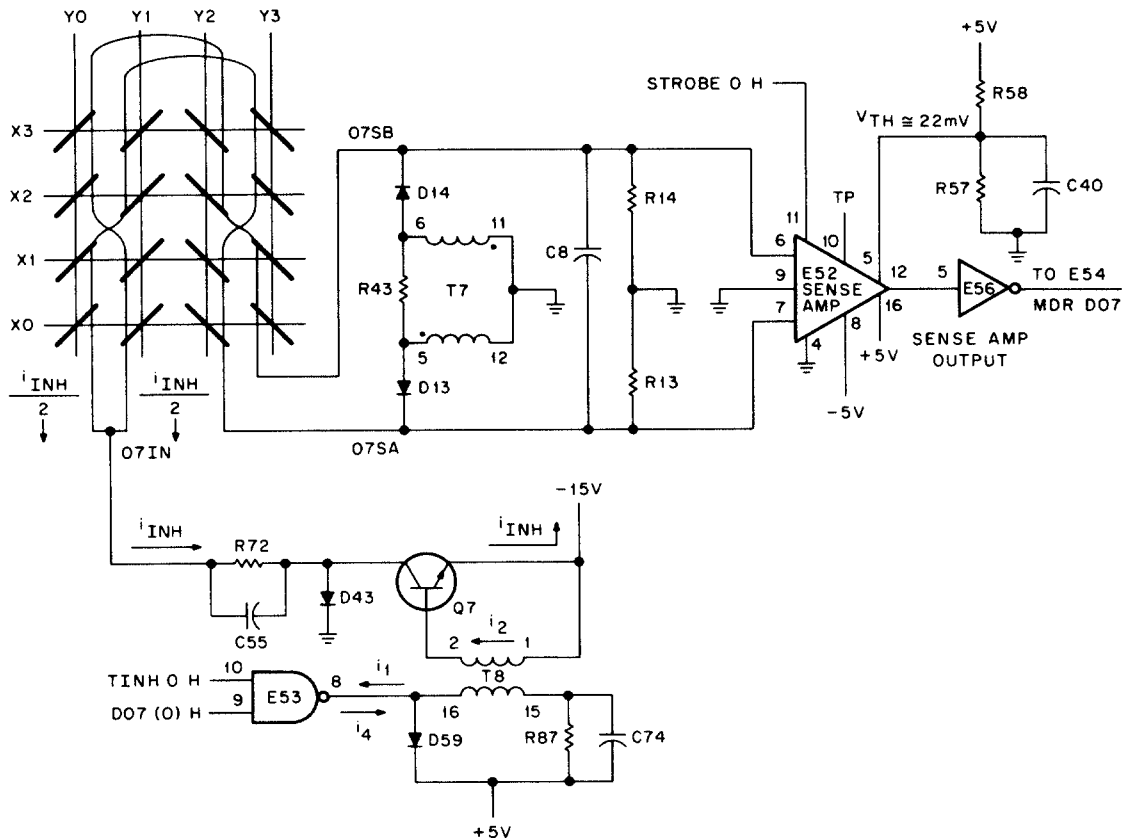 Y0 Y1 Y2 Y3
+5V
STROBE 0 H
R58
X3
07SB
VTH ≅ 22mV
D14
R14
R57
C40
X2
6 11
11
TP
10
C8
6
5
X1
R43
T7
9
E52
SENSE
AMP
12
5
E56
TO E54
MDR D07
7
16
X0
5 12
8
4
+5V
SENSE AMP
OUTPUT
D13
R13
-5V
iINH
2
iINH
2
07IN
07SA
-15V
iINH
iINH
R72
D43
Q7
C55
i2
2 1
10
TINH 0 H
E53
8
i1
T8
9
D07 (0) H
i4
16 15
D59
R87
C74
+5V